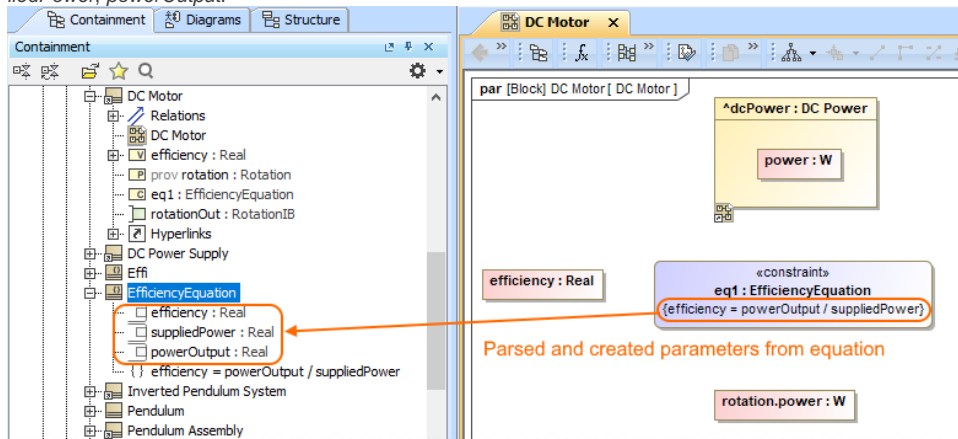 Containment Diagrams Structure
Containment
DC Motor
Relations
DC Motor
efficiency : Real
prov rotation : Rotation
eq1 : EfficiencyEquation
rotationOut : RotationIB
Hyperlinks
DC Power Supply
Effi
EfficiencyEquation
efficiency : Real
suppliedPower : Real
powerOutput : Real
{} efficiency = powerOutput / suppliedPower
Inverted Pendulum System
Pendulum
Pendulum Assembly
DC Motor
par [Block] DC Motor [ DC Motor ]
^dcPower : DC Power
power : W
efficiency : Real
«constraint»
eq1 : EfficiencyEquation
{efficiency = powerOutput / suppliedPower}
Parsed and created parameters from equation
rotation.power : W